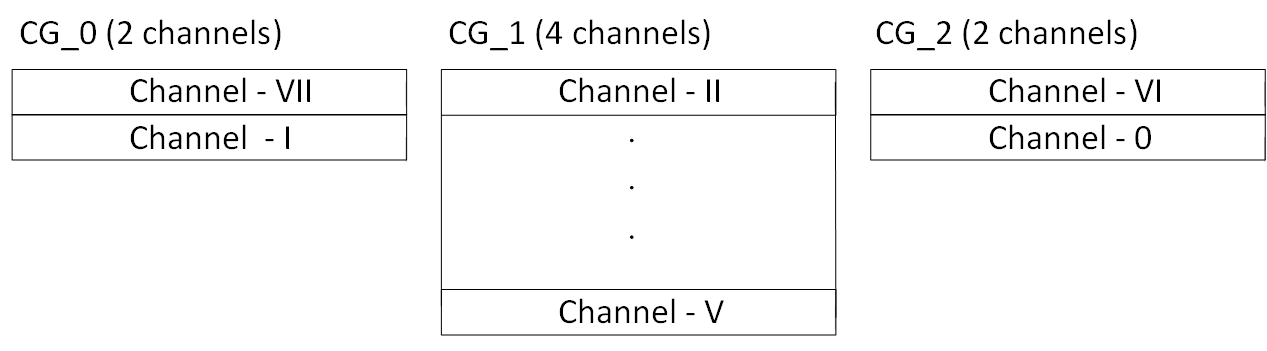 CG_0 (2 channels)
Channel - VII
Channel - I
CG_1 (4 channels)
Channel - II
.
.
.
Channel - V
CG_2 (2 channels)
Channel - VI
Channel - 0